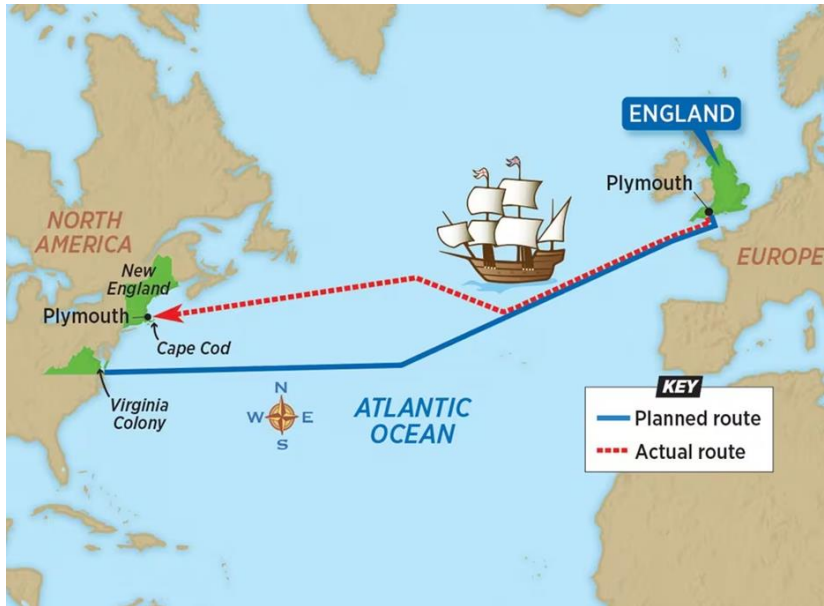 ENGLAND
Plymouth
NORTH
AMERICA
EUROPE
New
England
Plymouth
Cape Cod
Virginia
Colony
N
W E
S
ATLANTIC
OCEAN
KEY
Planned route
Actual route